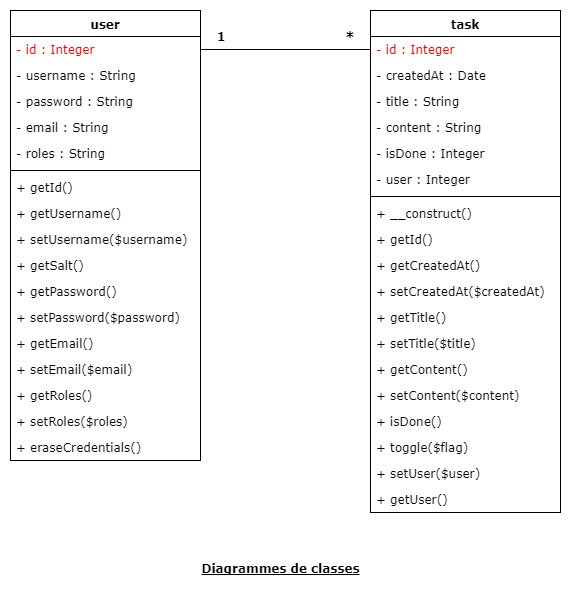 user
- id : Integer
- username : String
- password : String
- email : String
- roles : String
+ getId()
+ getUsername()
+ setUsername($username)
+ getSalt()
+ getPassword()
+ setPassword($password)
+ getEmail()
+ setEmail($email)
+ getRoles()
+ setRoles($roles)
+ eraseCredentials()
1 *
task
- id : Integer
- createdAt : Date
- title : String
- content : String
- isDone : Integer
- user : Integer
+ __construct()
+ getId()
+ getCreatedAt()
+ setCreatedAt($createdAt)
+ getTitle()
+ setTitle($title)
+ getContent()
+ setContent($content)
+ isDone()
+ toggle($flag)
+ setUser($user)
+ getUser()
Diagrammes de classes